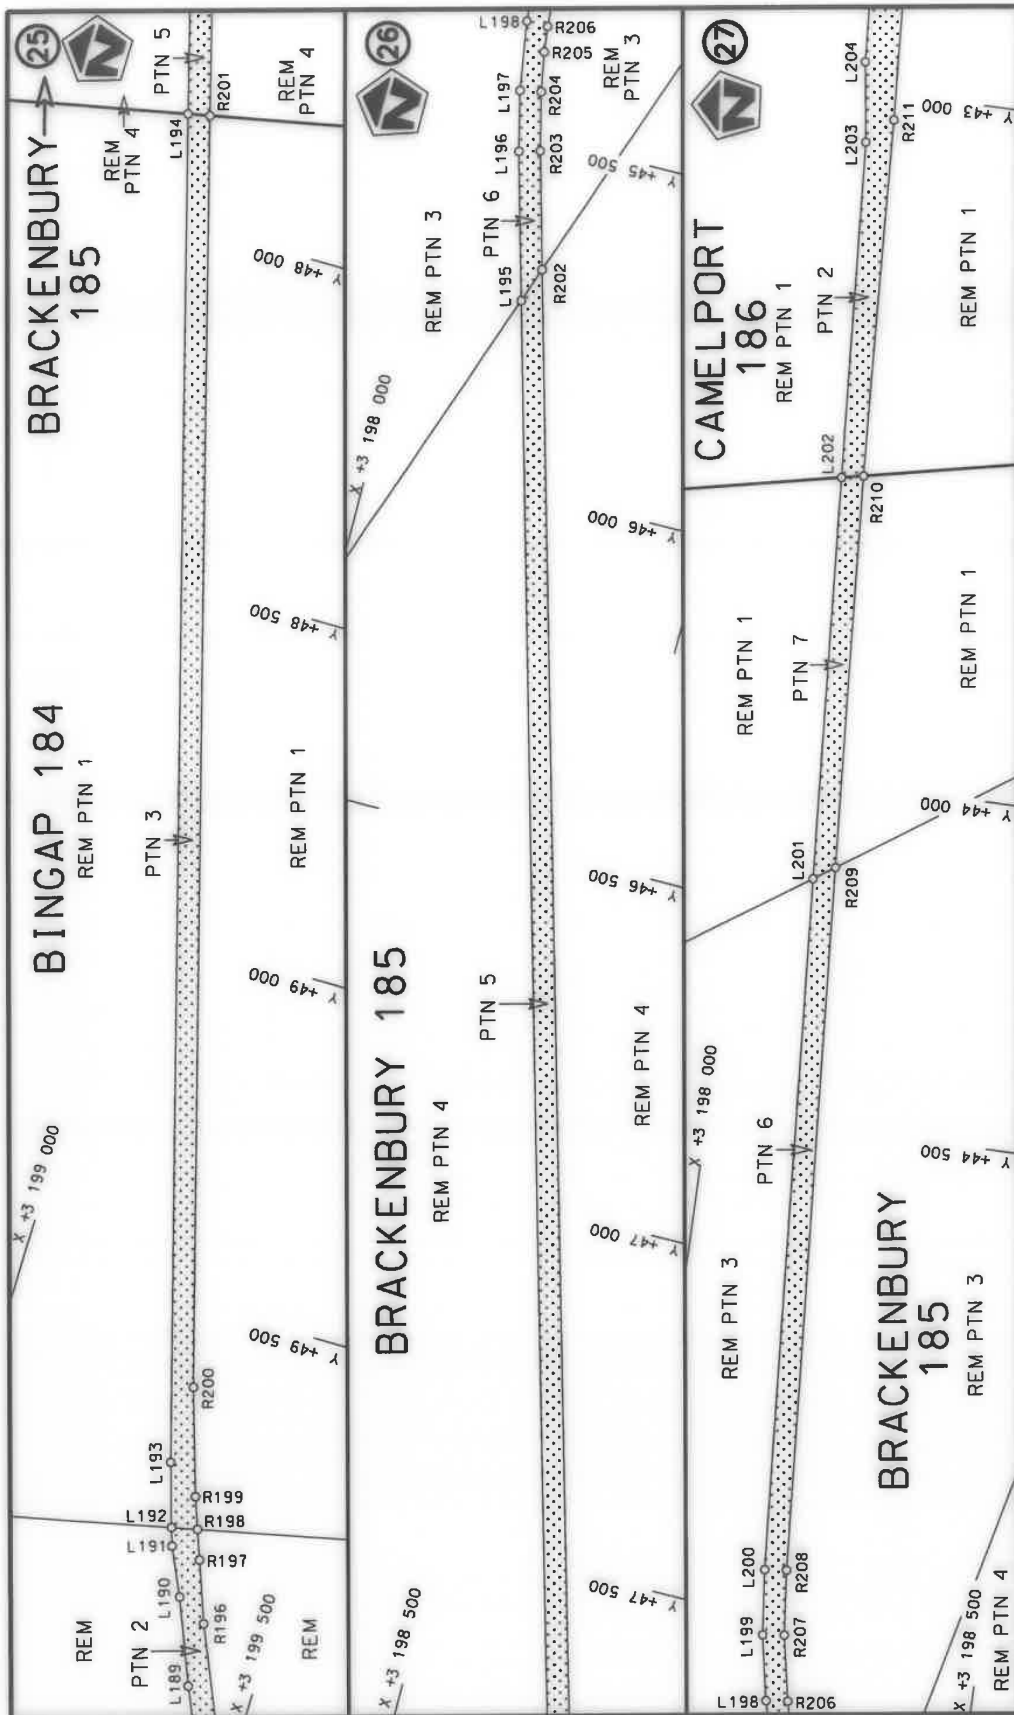 25
N
BRACKENBURY
185
BINGAP 184
REM PTN 1
PTN 3
REM PTN 1
REM
PTN 4
PTN 5
REM
PTN 4
L194
R201
Y +48 000
Y +48 500
Y +49 000
Y +49 500
X +3 199 000
R200
L193
R199
L192
R198
L191
R197
L190
R196
L189
REM
PTN 2
REM
X +3 199 500
26
N
L198
R206
R205
REM
PTN 3
L197
R204
L196
R203
Y +45 500
PTN 6
REM PTN 3
L195
R202
X +3 198 000
Y +46 000
Y +46 500
BRACKENBURY 185
REM PTN 4
PTN 5
REM PTN 4
Y +47 000
Y +47 500
X +3 198 500
27
N
L204
R211
L203
Y +43 000
CAMELPORT
186
REM PTN 1
PTN 2
REM PTN 1
L202
R210
REM PTN 1
PTN 7
REM PTN 1
Y +44 000
L201
R209
X +3 198 000
PTN 6
Y +44 500
REM PTN 3
BRACKENBURY
185
REM PTN 3
L200
R208
L199
R207
L198
R206
X +3 198 500
REM PTN 4